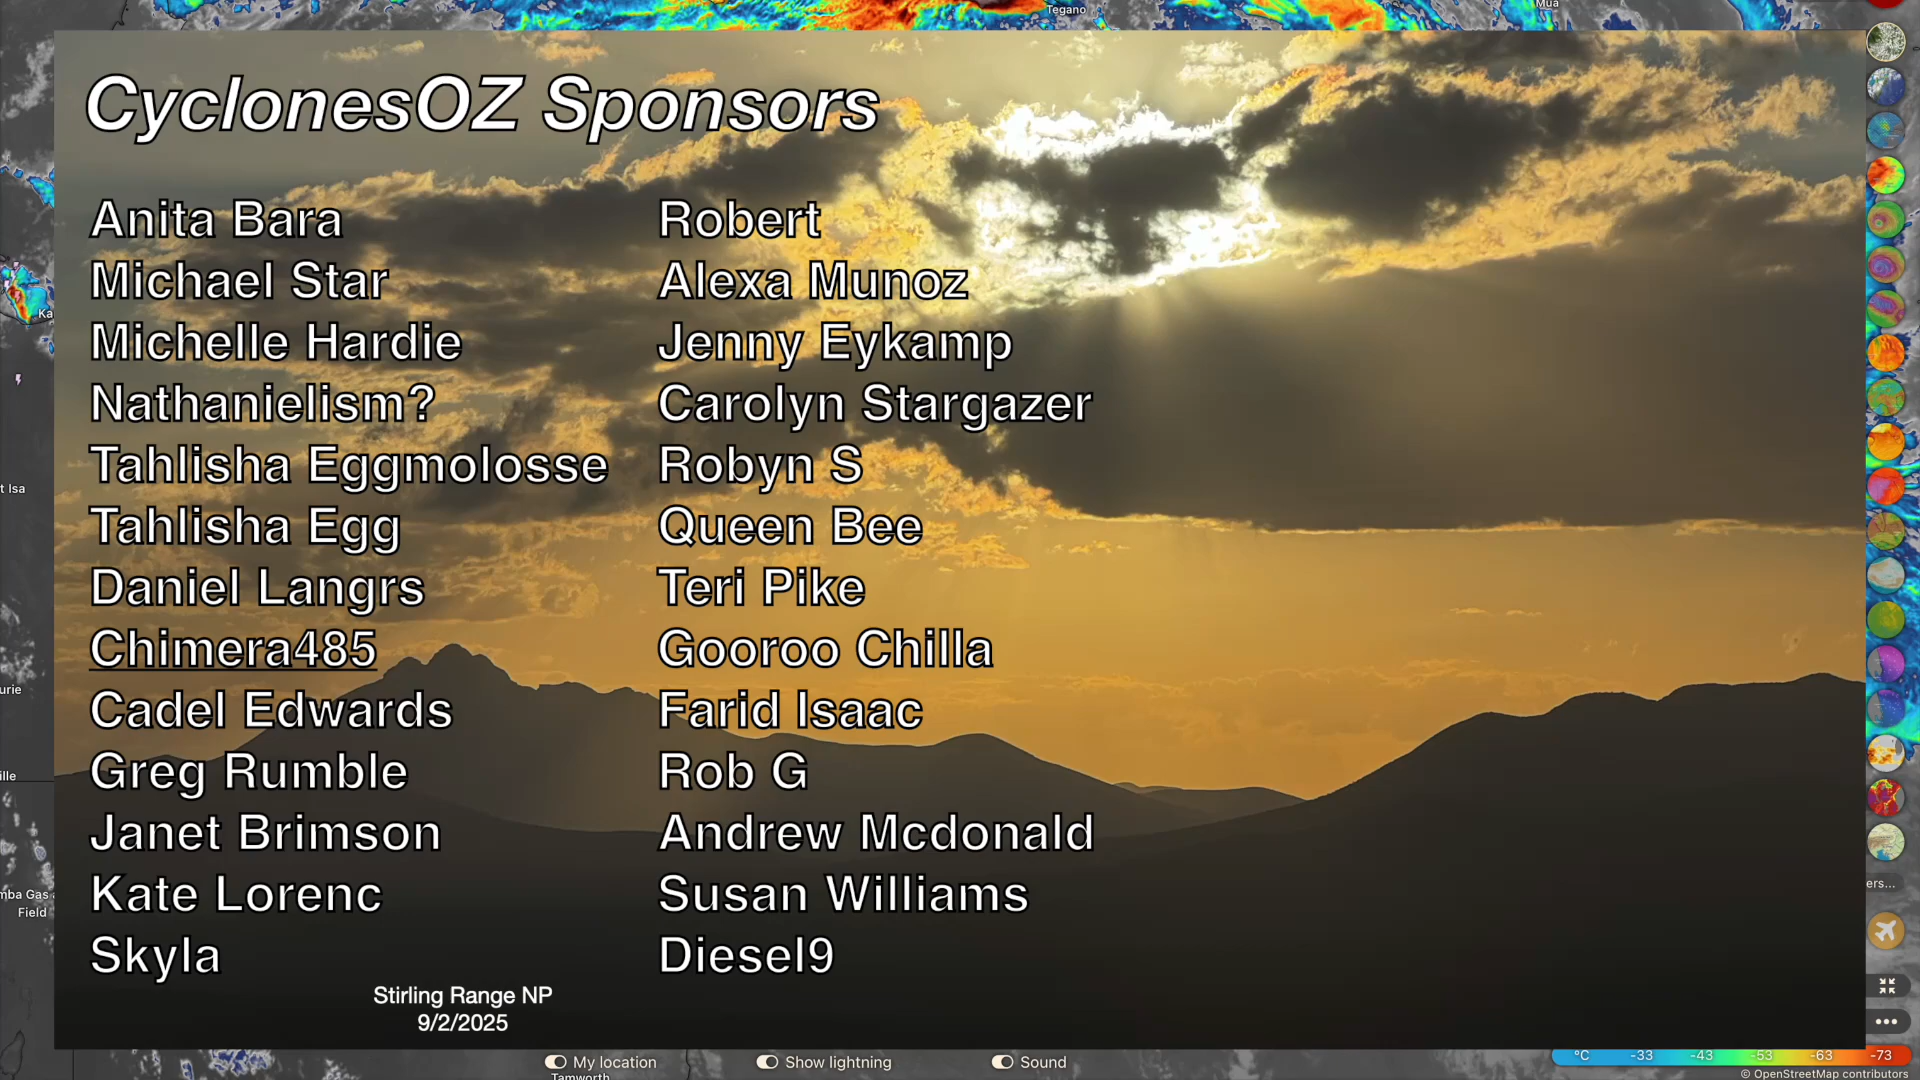 Tegano
Mua
CyclonesOZ Sponsors
Anita Bara
Michael Star
Michelle Hardie
Nathanielism?
Tahlisha Eggmolosse
Tahlisha Egg
Daniel Langrs
Chimera485
Cadel Edwards
Greg Rumble
Janet Brimson
Kate Lorenc
Skyla
Robert
Alexa Munoz
Jenny Eykamp
Carolyn Stargazer
Robyn S
Queen Bee
Teri Pike
Gooroo Chilla
Farid Isaac
Rob G
Andrew Mcdonald
Susan Williams
Diesel9
Stirling Range NP
9/2/2025
Ka
t Isa
urie
ille
mba Gas
Field
ers...
My location
Show lightning
Sound
Tamworth
°C -33 -43 -53 -63 -73
© OpenStreetMap contributors